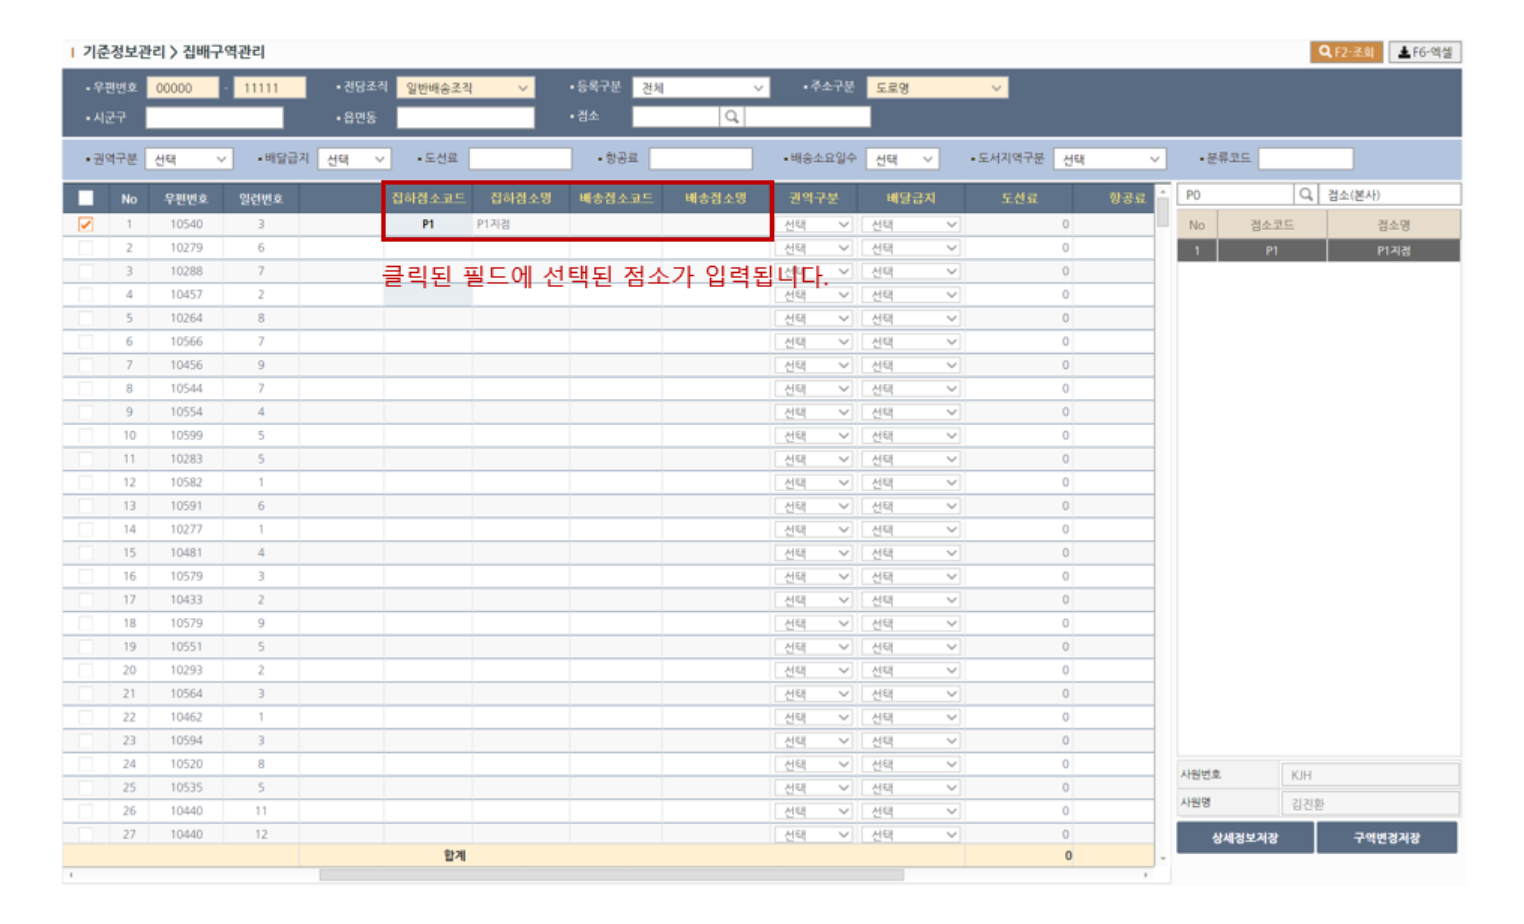 기준정보관리 > 집배구역관리
F2-조회 F6-엑셀
우편번호 00000 - 11111 전담조직 일반배송조직 등록구분 전체 주소구분 도로명
시군구 읍면동 점소
권역구분 선택 배달급지 선택 도선료 항공료 배송소요일수 선택 도서지역구분 선택 분류코드
No 우편번호 일련번호 집하점소코드 집하점소명 배송점소코드 배송점소명 권역구분 배달급지 도선료 항공료
1 10540 3 P1 P1지점 선택 선택 0
2 10279 6 선택 선택 0
3 10288 7 선택 선택 0
클릭된 필드에 선택된 점소가 입력됩니다.
4 10457 2 선택 선택 0
5 10264 8 선택 선택 0
6 10566 7 선택 선택 0
7 10456 9 선택 선택 0
8 10544 7 선택 선택 0
9 10554 4 선택 선택 0
10 10599 5 선택 선택 0
11 10283 5 선택 선택 0
12 10582 1 선택 선택 0
13 10591 6 선택 선택 0
14 10277 1 선택 선택 0
15 10481 4 선택 선택 0
16 10579 3 선택 선택 0
17 10433 2 선택 선택 0
18 10579 9 선택 선택 0
19 10551 5 선택 선택 0
20 10293 2 선택 선택 0
21 10564 3 선택 선택 0
22 10462 1 선택 선택 0
23 10594 3 선택 선택 0
24 10520 8 선택 선택 0
25 10535 5 선택 선택 0
26 10440 11 선택 선택 0
27 10440 12 선택 선택 0
합계 0
P0 점소(본사)
No 점소코드 점소명
1 P1 P1지점
사원번호 KJH
사원명 김진환
상세정보저장 구역변경저장